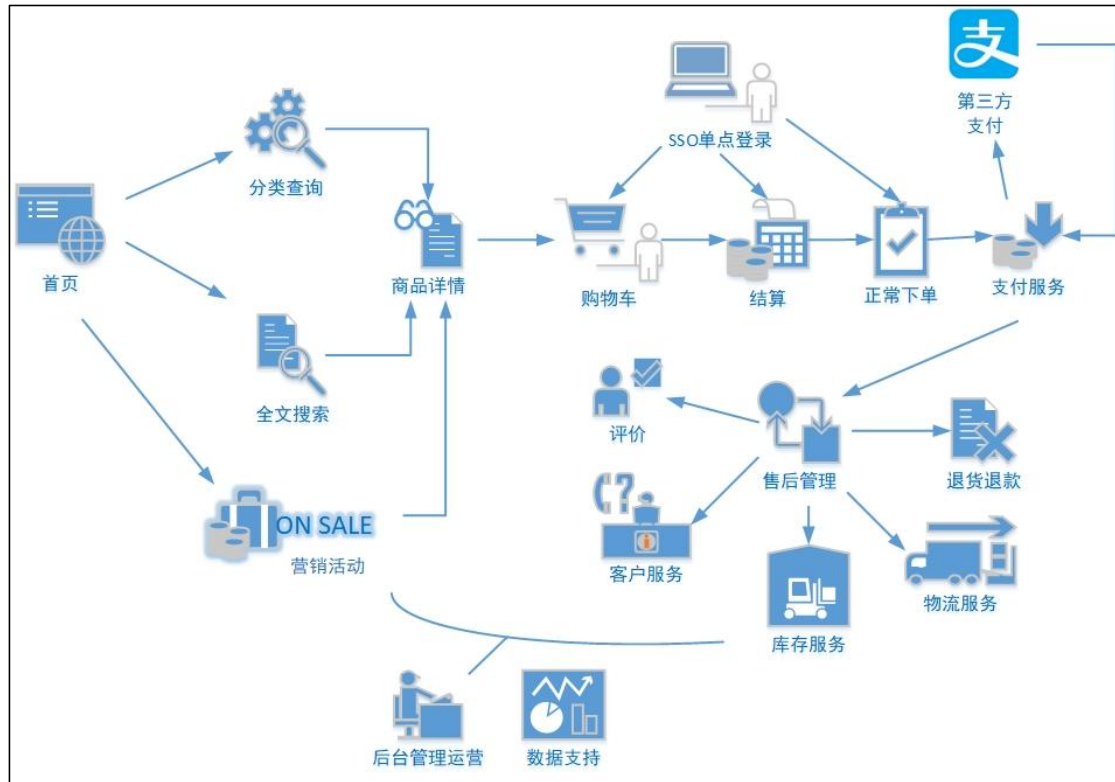 第三方
支付
SSO单点登录
分类查询
首页
商品详情
购物车
结算
正常下单
支付服务
全文搜索
评价
售后管理
退货退款
ON SALE
营销活动
客户服务
物流服务
库存服务
后台管理运营
数据支持
支